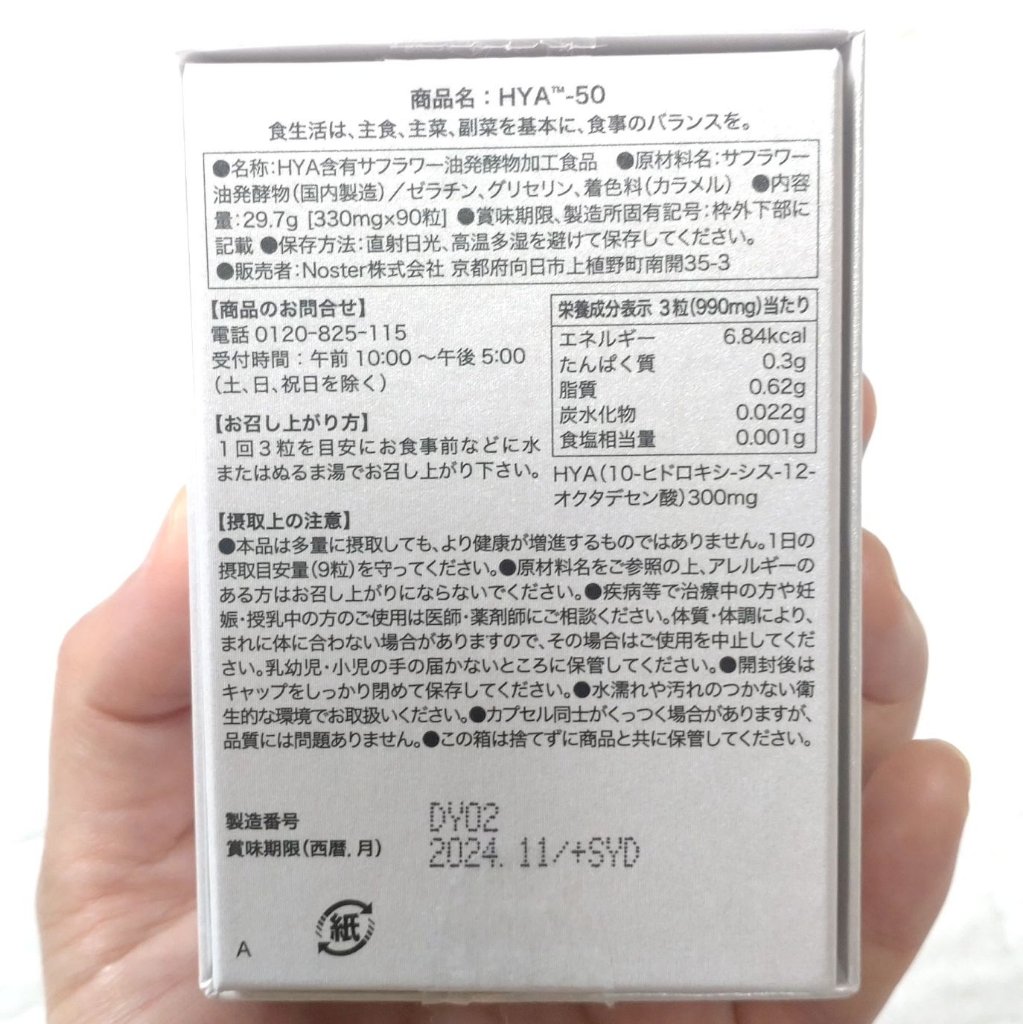 商品名：HYA™-50
食生活は、主食、主菜、副菜を基本に、食事のバランスを。
●名称：HYA含有サフラワー油発酵物加工食品　●原材料名：サフラワー
油発酵物（国内製造）／ゼラチン、グリセリン、着色料（カラメル）　●内容
量：29.7g［330mg×90粒］●賞味期限、製造所固有記号：枠外下部に
記載 ●保存方法：直射日光、高温多湿を避けて保存してください。
●販売者：Noster株式会社 京都府向日市上植野町南開35-3
【商品のお問合せ】
電話 0120-825-115
受付時間：午前 10:00 ～午後 5:00
（土、日、祝日を除く）
【お召し上がり方】
1回3粒を目安にお食事前などに水
またはぬるま湯でお召し上がり下さい。
栄養成分表示 3粒（990mg）当たり
エネルギー 6.84kcal
たんぱく質 0.3g
脂質 0.62g
炭水化物 0.022g
食塩相当量 0.001g
HYA（10-ヒドロキシ-シス-12-
オクタデセン酸）300mg
【摂取上の注意】
●本品は多量に摂取しても、より健康が増進するものではありません。1日の
摂取目安量（9粒）を守ってください。●原材料名をご参照の上、アレルギーの
ある方はお召し上がりにならないでください。●疾病等で治療中の方や妊
娠・授乳中の方のご使用は医師・薬剤師にご相談ください。体質・体調により、
まれに体に合わない場合がありますので、その場合はご使用を中止してくだ
さい。乳幼児・小児の手の届かないところに保管してください。●開封後は
キャップをしっかり閉めて保存してください。●水濡れや汚れのつかない衛
生的な環境でお取扱いください。●カプセル同士がくっつく場合がありますが、
品質には問題ありません。●この箱は捨てずに商品と共に保管してください。
製造番号 DY02
賞味期限（西暦．月） 2024. 11/+SYD
A 紙